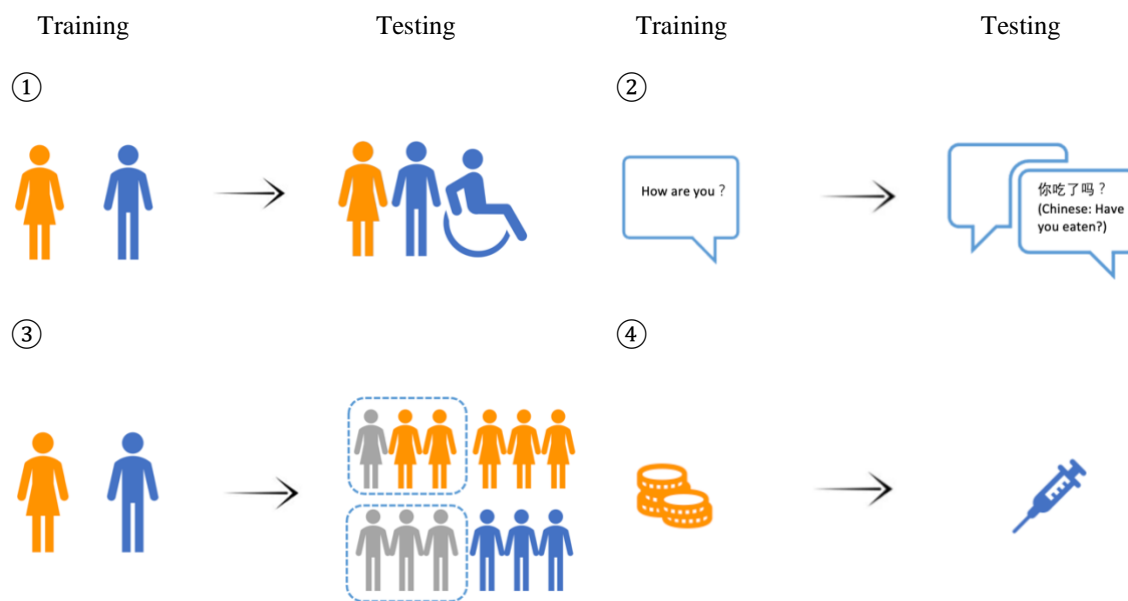 Training Testing Training Testing
① ②
How are you？
你吃了吗？
(Chinese: Have
you eaten?)
③ ④